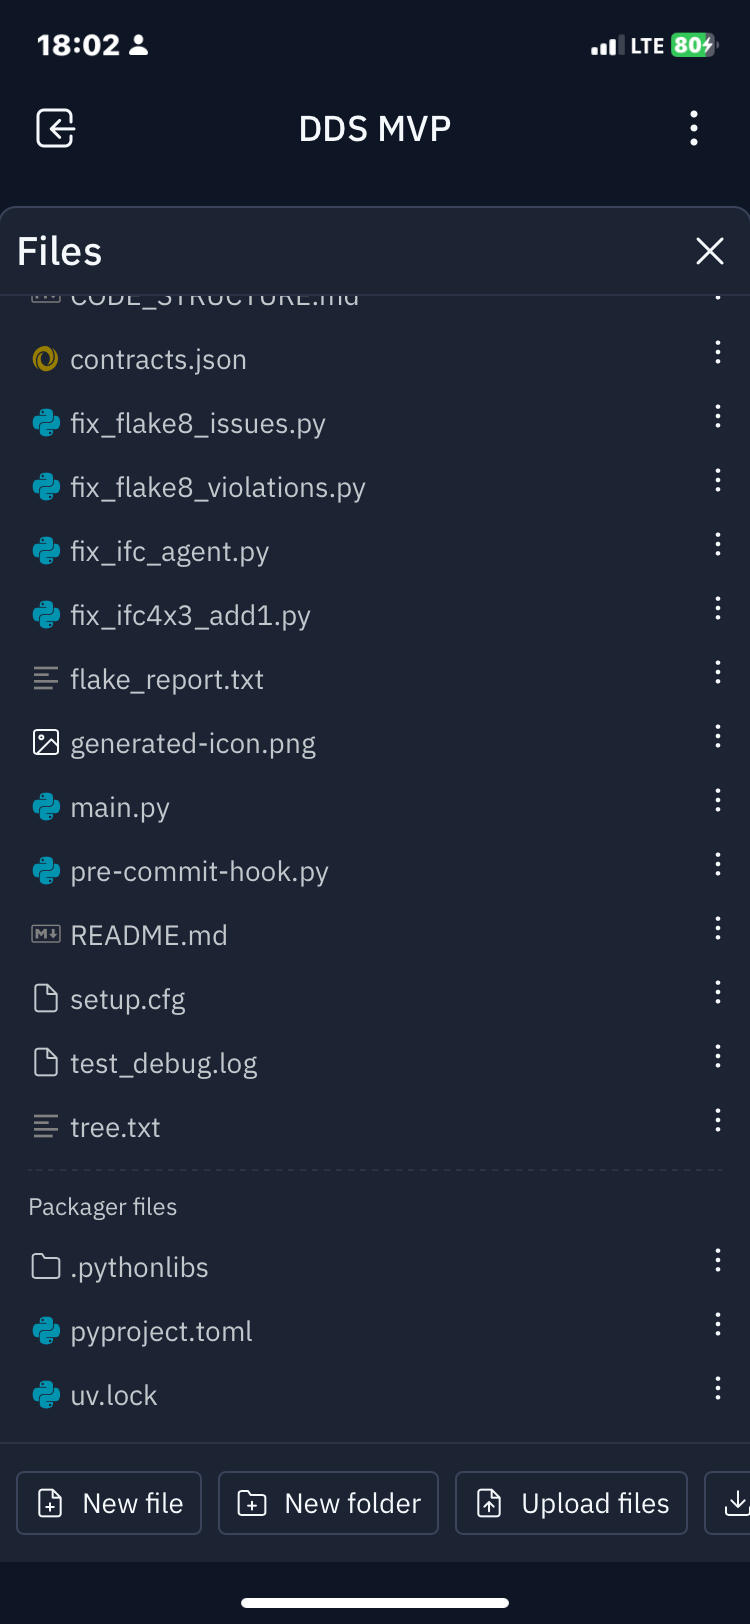 18:02
LTE 80
DDS MVP
Files
CODE_STRUCTURE.md
contracts.json
fix_flake8_issues.py
fix_flake8_violations.py
fix_ifc_agent.py
fix_ifc4x3_add1.py
flake_report.txt
generated-icon.png
main.py
pre-commit-hook.py
README.md
setup.cfg
test_debug.log
tree.txt
Packager files
.pythonlibs
pyproject.toml
uv.lock
New file New folder Upload files